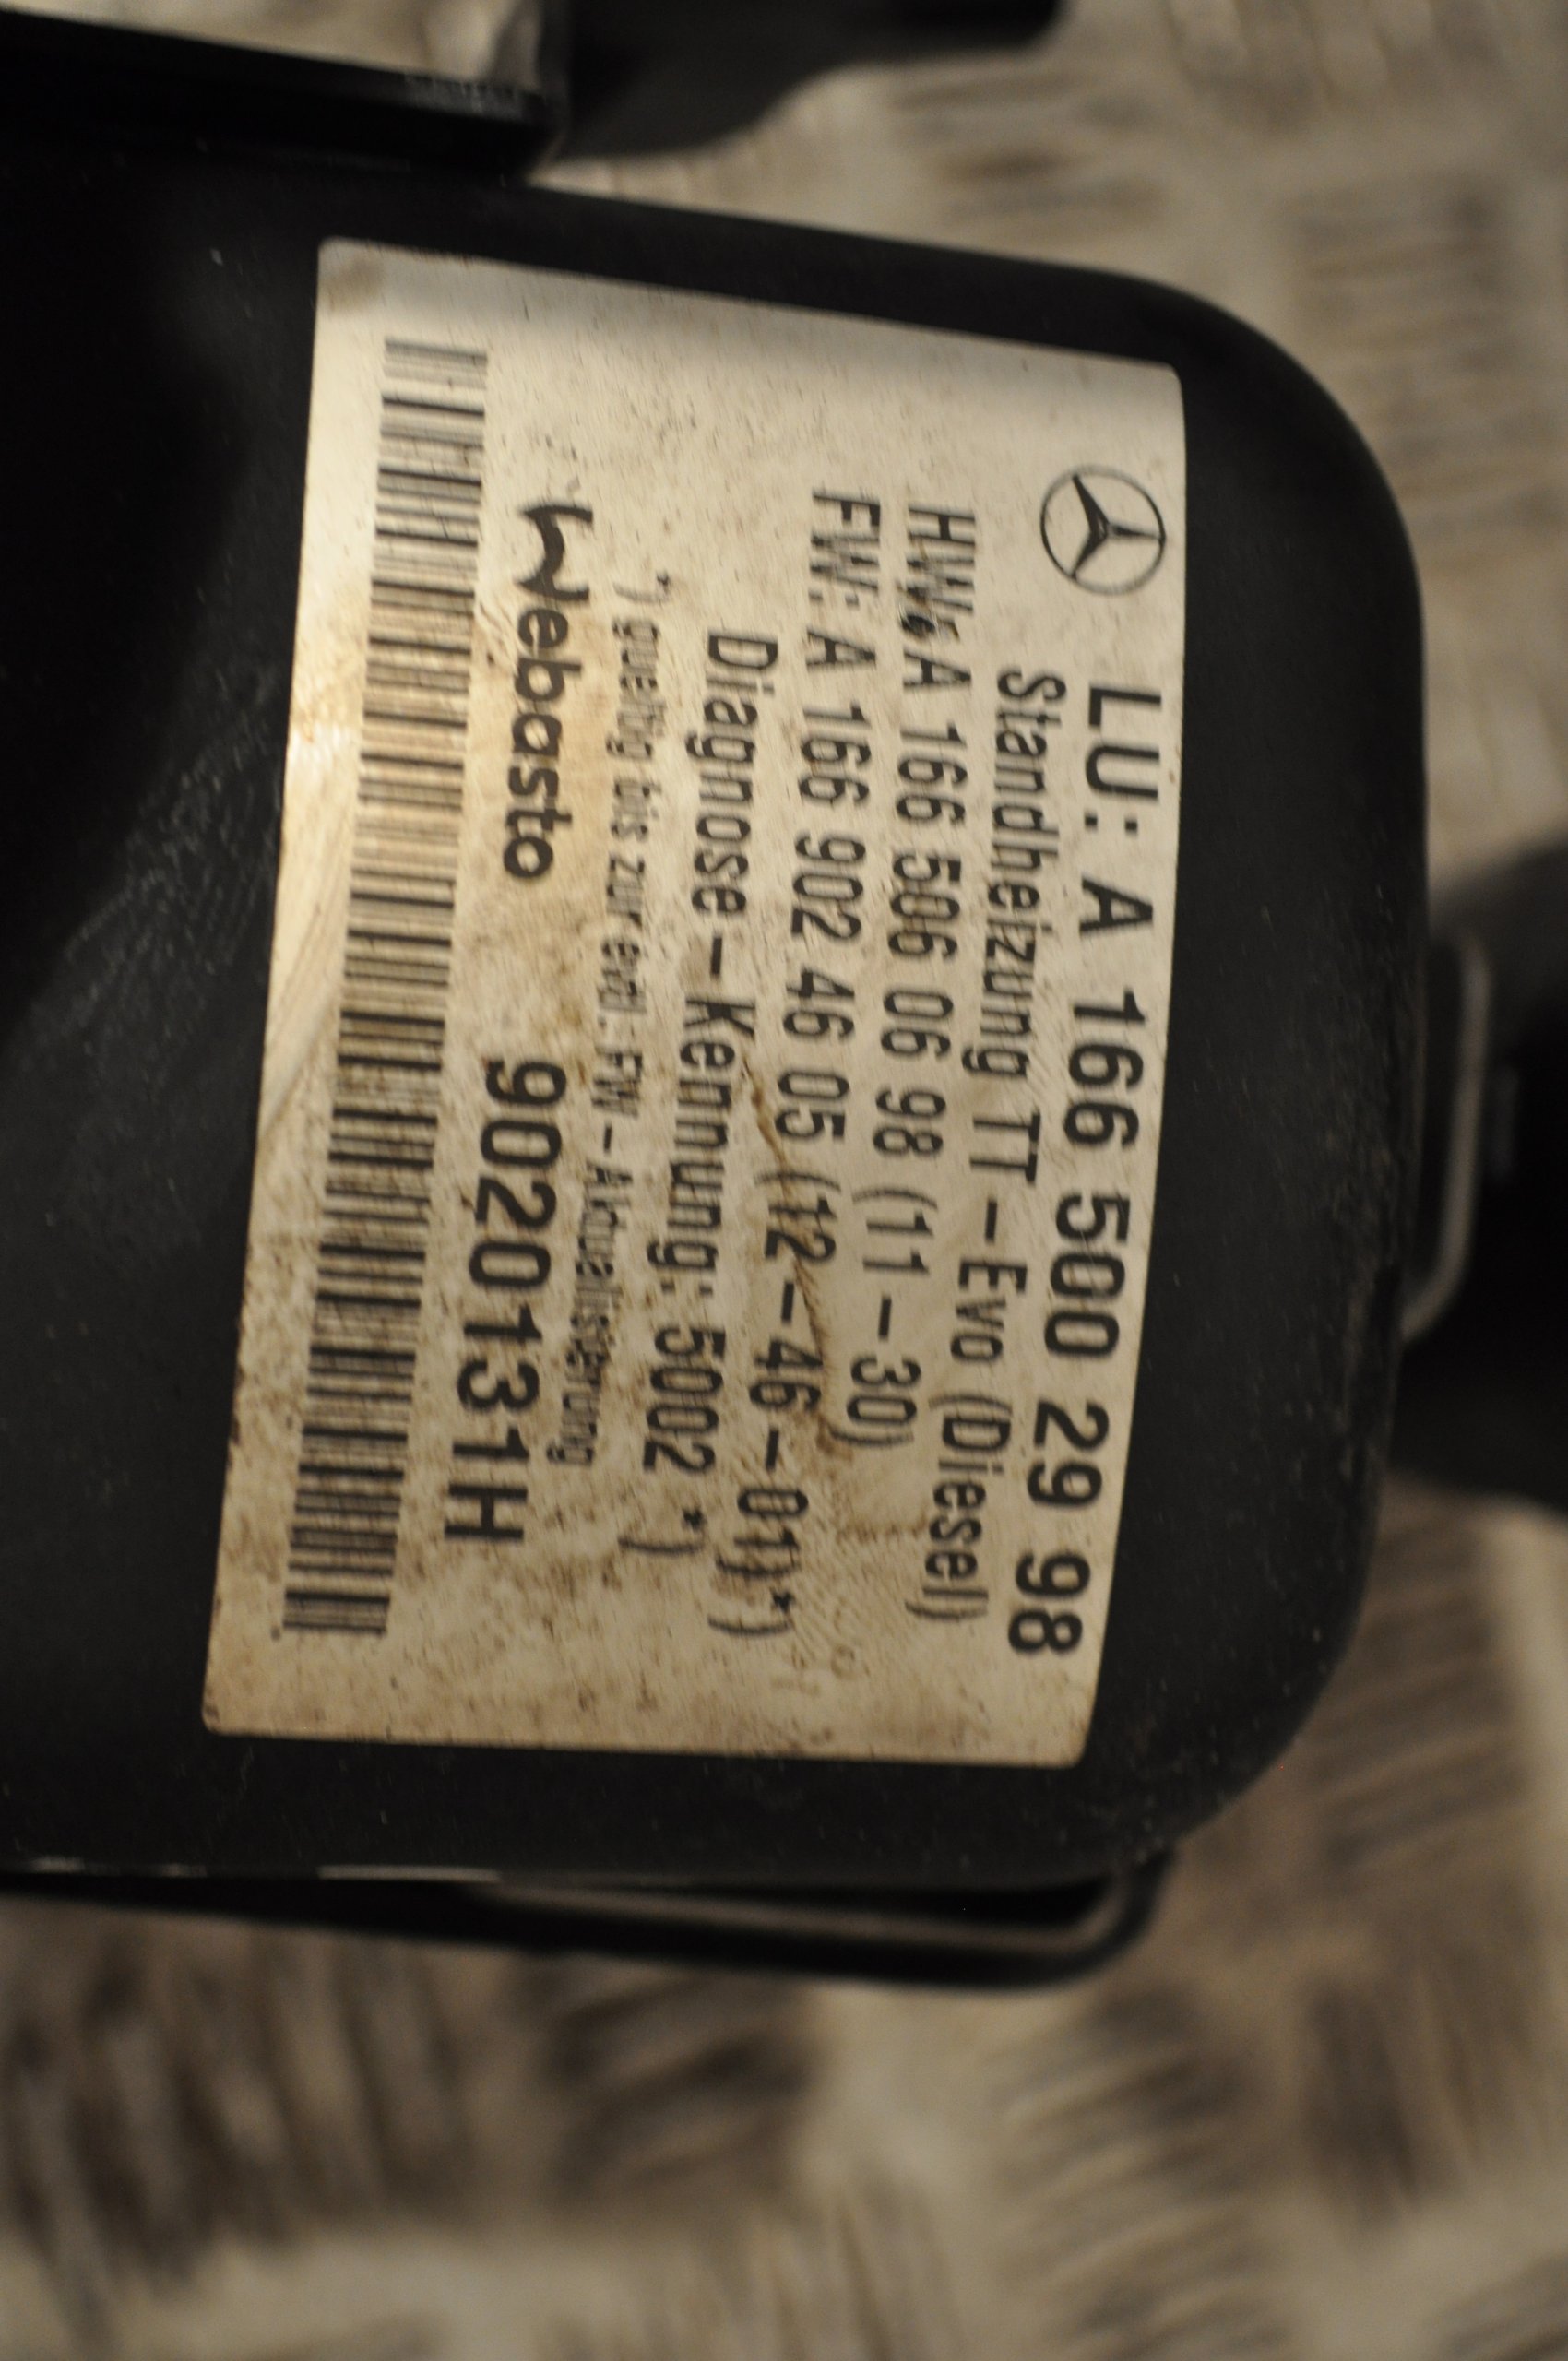 LU: A 166 500 29 98
Standheizung TT-Evo (Diesel)
HW: A 166 506 06 98 (11-30)
FW: A 166 902 46 05 (12-46-01)*)
Diagnose-Kennung: 5002 *)
*) gueltig bis zur evtl. FW-Aktualisierung
Webasto 9020131H